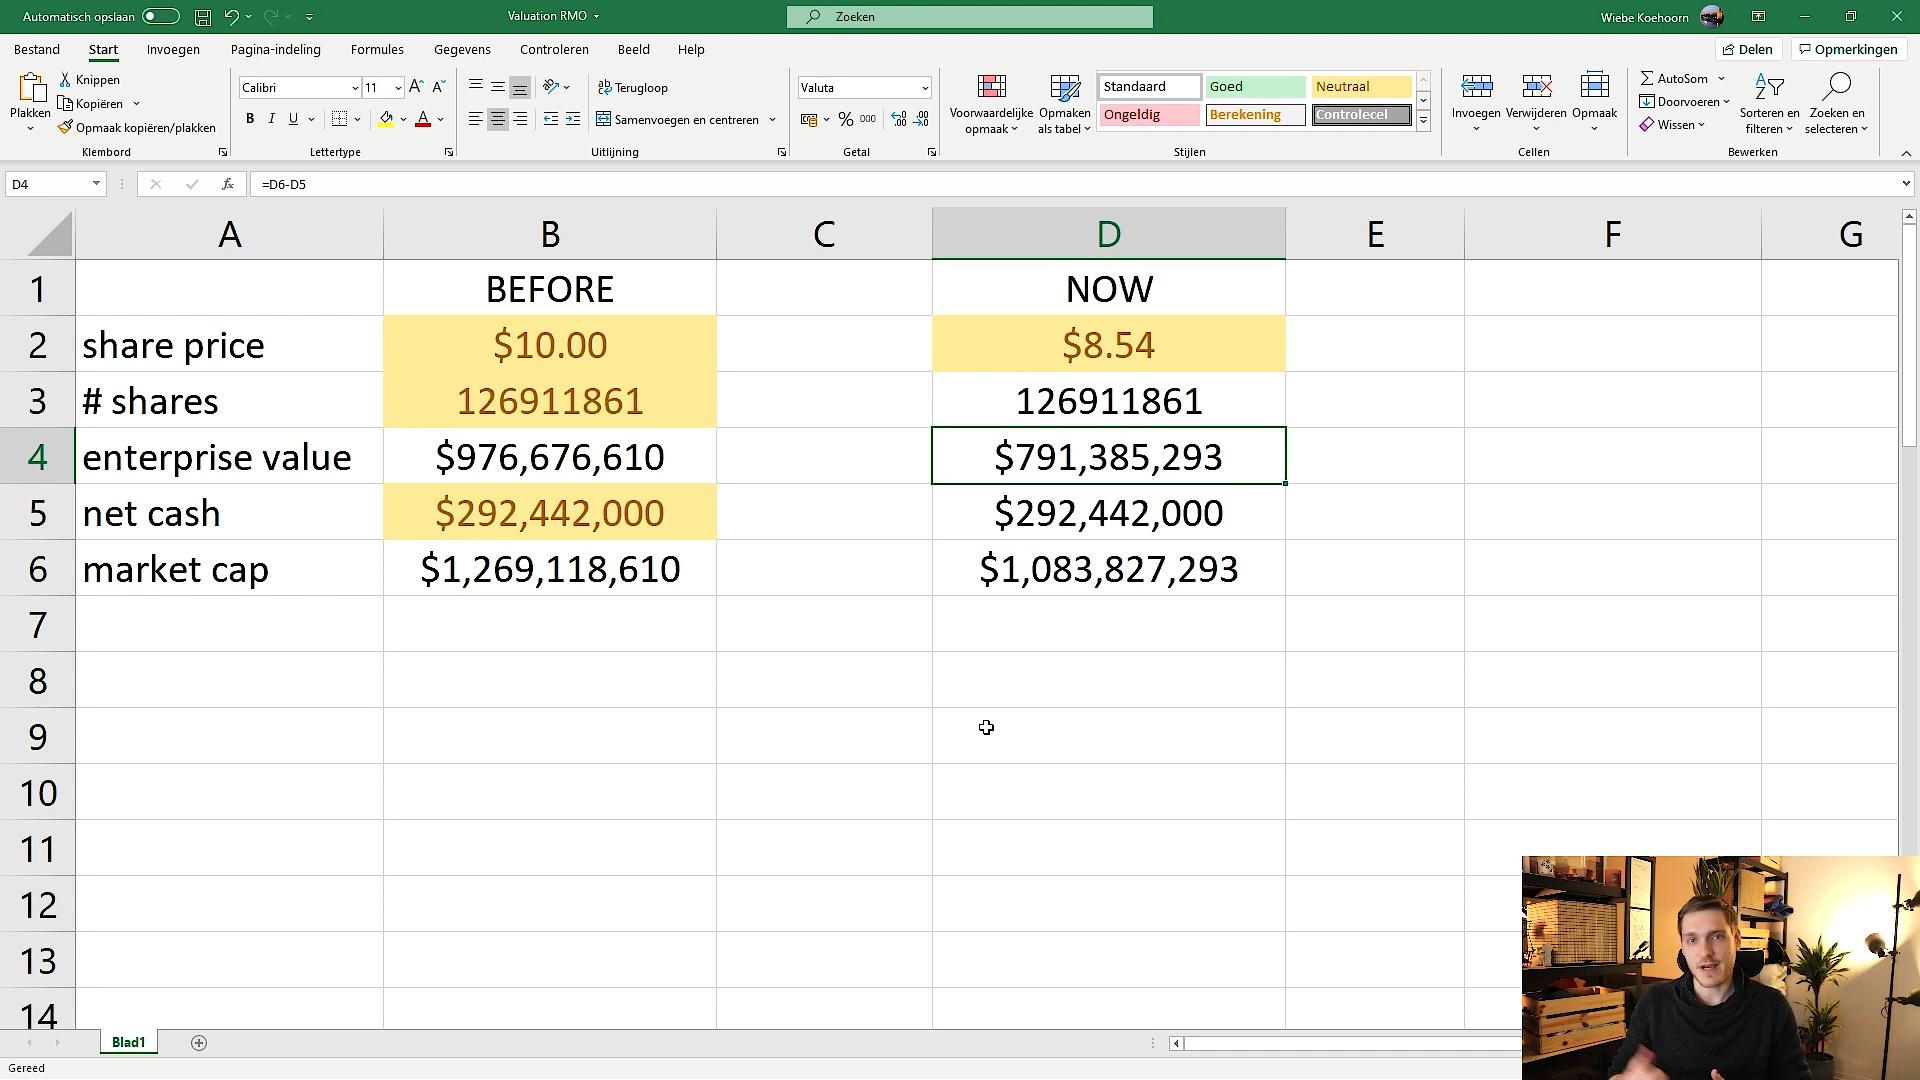 Automatisch opslaan
Valuation RMO
Zoeken
Wiebe Koehoorn
Bestand Start Invoegen Pagina-indeling Formules Gegevens Controleren Beeld Help
Delen Opmerkingen
Plakken
Knippen
Kopiëren
Opmaak kopiëren/plakken
Klembord
Calibri 11
B I U
Lettertype
Terugloop
Samenvoegen en centreren
Uitlijning
Valuta
% 000
Getal
Voorwaardelijke opmaak
Opmaken als tabel
Standaard Goed Neutraal
Ongeldig Berekening Controlecel
Stijlen
Invoegen Verwijderen Opmaak
Cellen
AutoSom
Doorvoeren
Wissen
Sorteren en filteren
Zoeken en selecteren
Bewerken
D4 fx =D6-D5
A B C D E F G
1 BEFORE NOW
2 share price $10.00 $8.54
3 # shares 126911861 126911861
4 enterprise value $976,676,610 $791,385,293
5 net cash $292,442,000 $292,442,000
6 market cap $1,269,118,610 $1,083,827,293
7
8
9
10
11
12
13
14
Blad1
Gereed